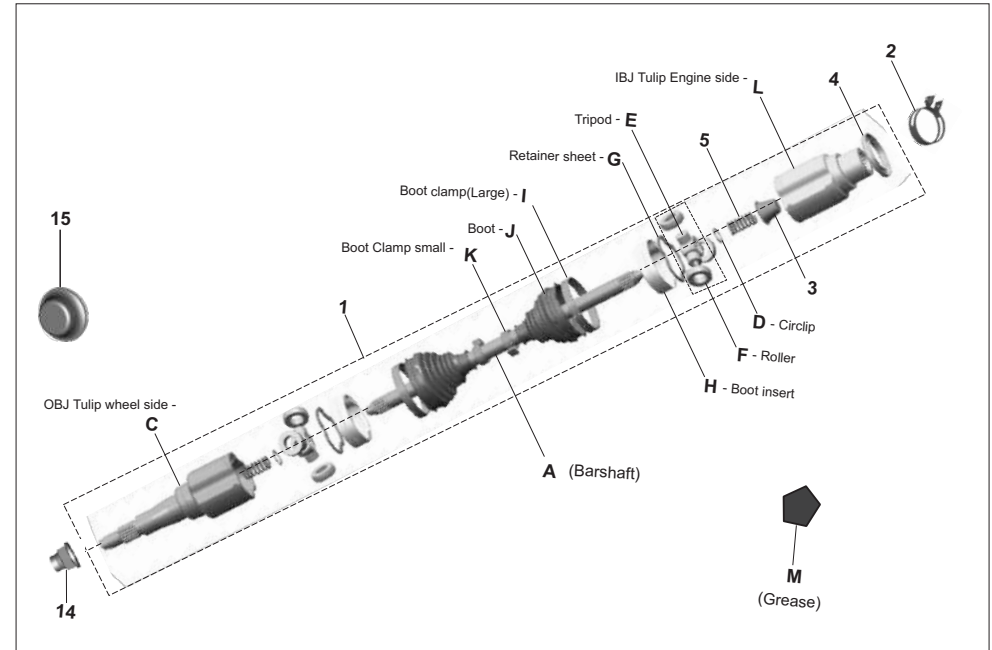 2
4
IBJ Tulip Engine side - L
Tripod - E
5
Retainer sheet - G
Boot clamp(Large) - I
15
Boot - J
Boot Clamp small - K
3
1
D - Circlip
F - Roller
H - Boot insert
OBJ Tulip wheel side - C
A (Barshaft)
M
(Grease)
14